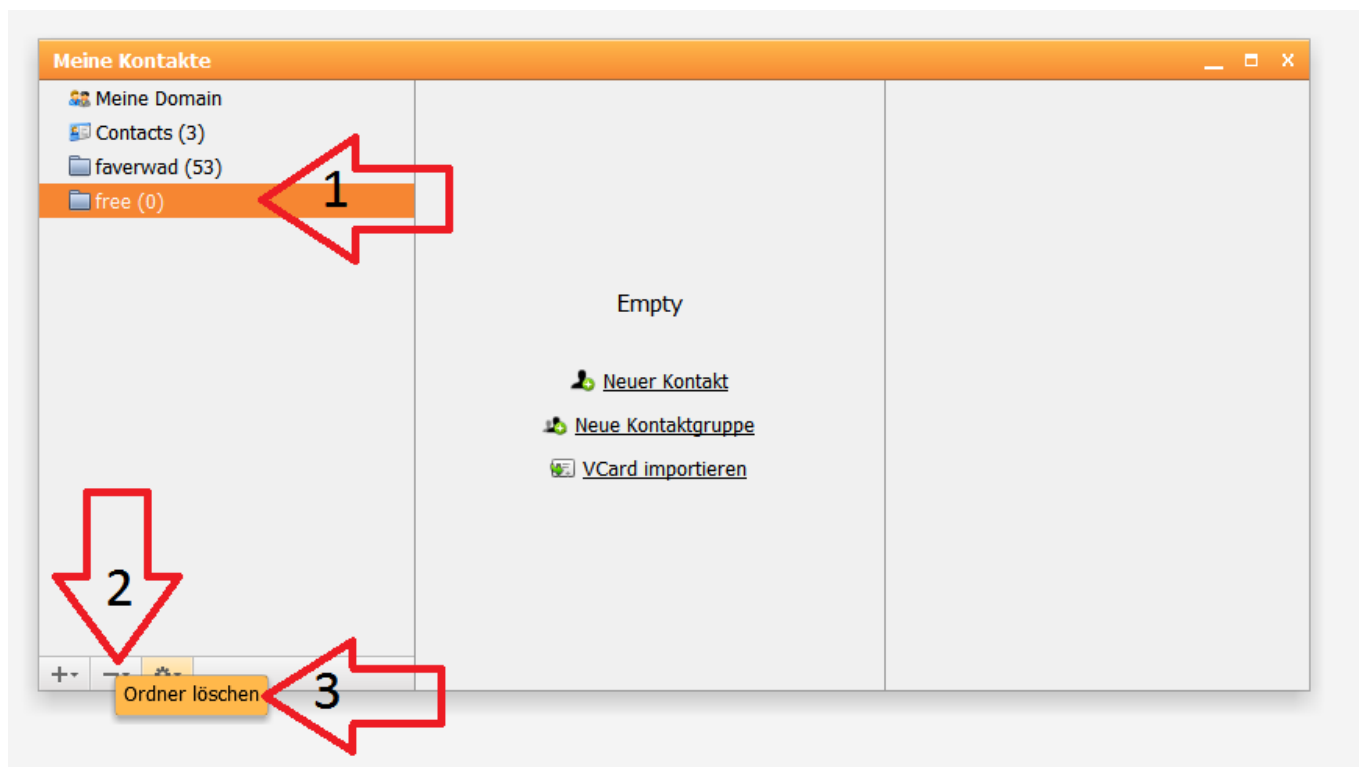 Meine Kontakte
Meine Domain
Contacts (3)
faverwad (53)
free (0)
1
Empty
Neuer Kontakt
Neue Kontaktgruppe
VCard importieren
2
Ordner löschen
3